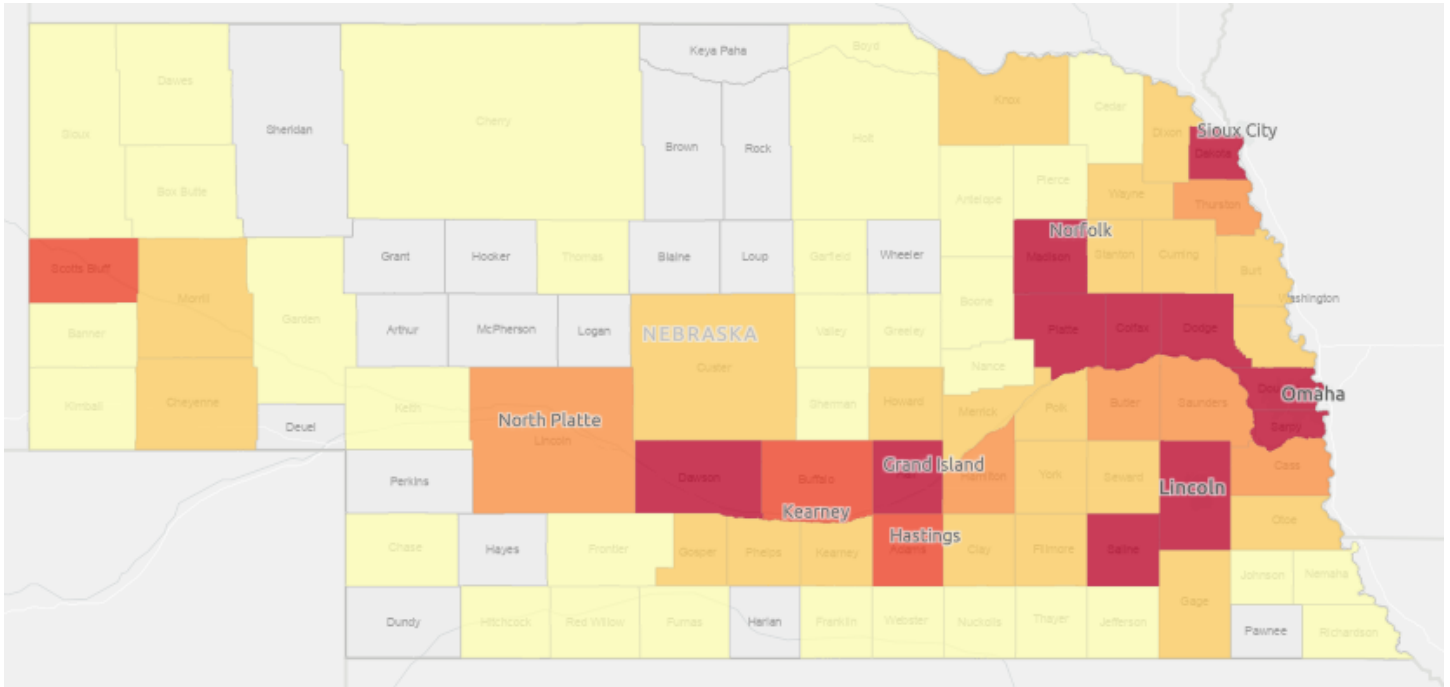 Keya Paha
Boyd
Dawes
Knox
Cedar
Sheridan
Cherry
Sioux
Dixon
Sioux City
Holt
Brown
Rock
Dakota
Box Butte
Pierce
Wayne
Thurston
Antelope
Norfolk
Grant
Hooker
Thomas
Blaine
Loup
Garfield
Wheeler
Madison
Stanton
Cuming
Burt
Scotts Bluff
Morrill
Washington
Boone
Garden
Banner
Arthur
McPherson
Logan
NEBRASKA
Valley
Greeley
Platte
Colfax
Dodge
Custer
Nance
Omaha
Kimball
Cheyenne
Keith
Sherman
Howard
Merrick
Polk
Butler
Saunders
North Platte
Deuel
Lincoln
Sarpy
Grand Island
Cass
Perkins
Dawson
Buffalo
Hamilton
York
Seward
Lincoln
Kearney
Otoe
Hastings
Chase
Hayes
Frontier
Gosper
Phelps
Kearney
Adams
Clay
Fillmore
Saline
Johnson
Nemaha
Gage
Dundy
Hitchcock
Red Willow
Furnas
Harlan
Franklin
Webster
Nuckolls
Thayer
Jefferson
Pawnee
Richardson